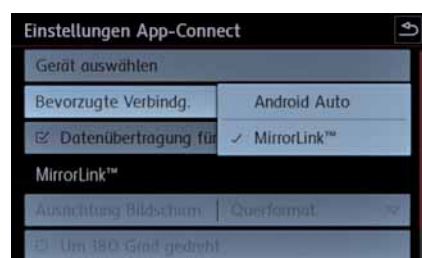 Einstellungen App-Connect
Gerät auswählen
Bevorzugte Verbindg.
Android Auto
Datenübertragung für
✓ MirrorLink™
MirrorLink™
Ausrichtung Bildschirm
Querformat
Um 180 Grad gedreht